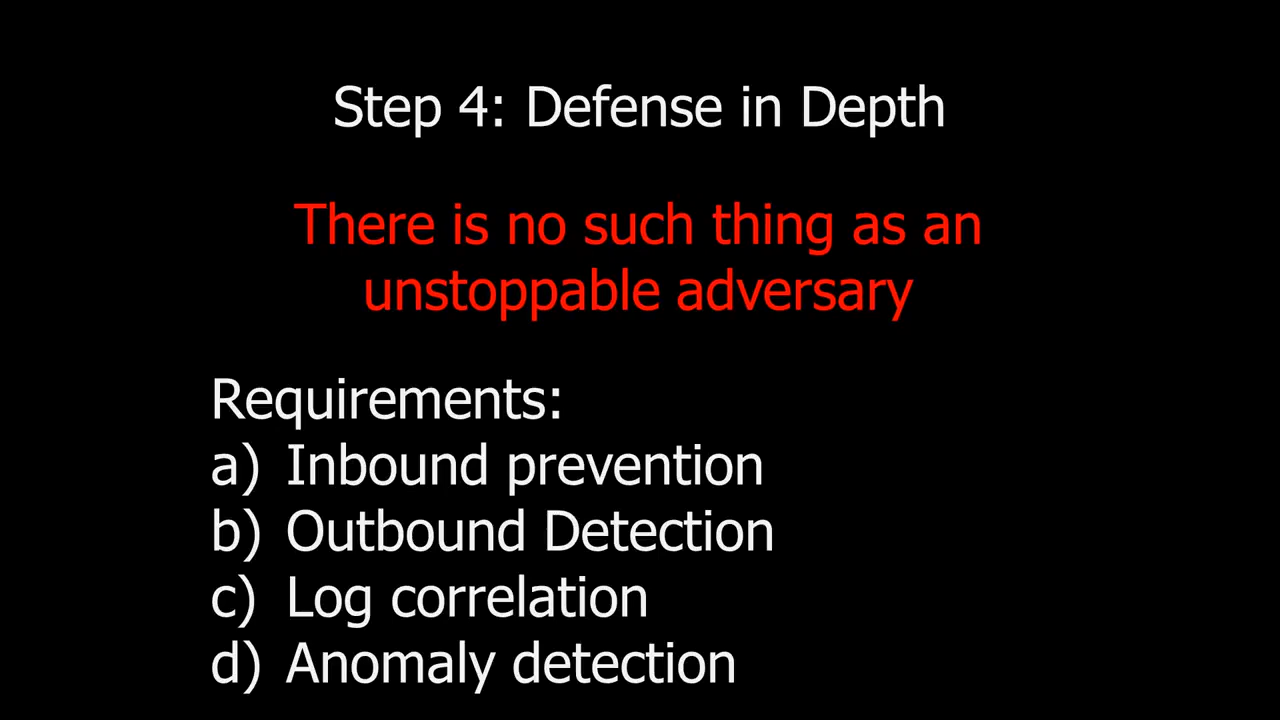 Step 4: Defense in Depth
There is no such thing as an
unstoppable adversary
Requirements:
a) Inbound prevention
b) Outbound Detection
c) Log correlation
d) Anomaly detection